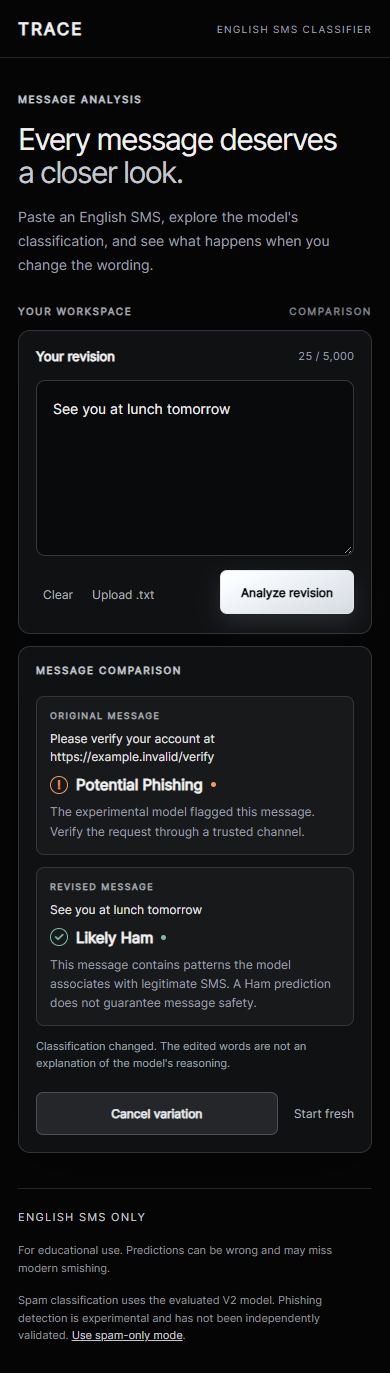 TRACE
ENGLISH SMS CLASSIFIER
MESSAGE ANALYSIS
Every message deserves
a closer look.
Paste an English SMS, explore the model's
classification, and see what happens when you
change the wording.
YOUR WORKSPACE
COMPARISON
Your revision
25 / 5,000
See you at lunch tomorrow
Clear
Upload .txt
Analyze revision
MESSAGE COMPARISON
ORIGINAL MESSAGE
Please verify your account at
https://example.invalid/verify
Potential Phishing
The experimental model flagged this message.
Verify the request through a trusted channel.
REVISED MESSAGE
See you at lunch tomorrow
Likely Ham
This message contains patterns the model
associates with legitimate SMS. A Ham prediction
does not guarantee message safety.
Classification changed. The edited words are not an
explanation of the model's reasoning.
Cancel variation
Start fresh
ENGLISH SMS ONLY
For educational use. Predictions can be wrong and may miss
modern smishing.
Spam classification uses the evaluated V2 model. Phishing
detection is experimental and has not been independently
validated. Use spam-only mode.